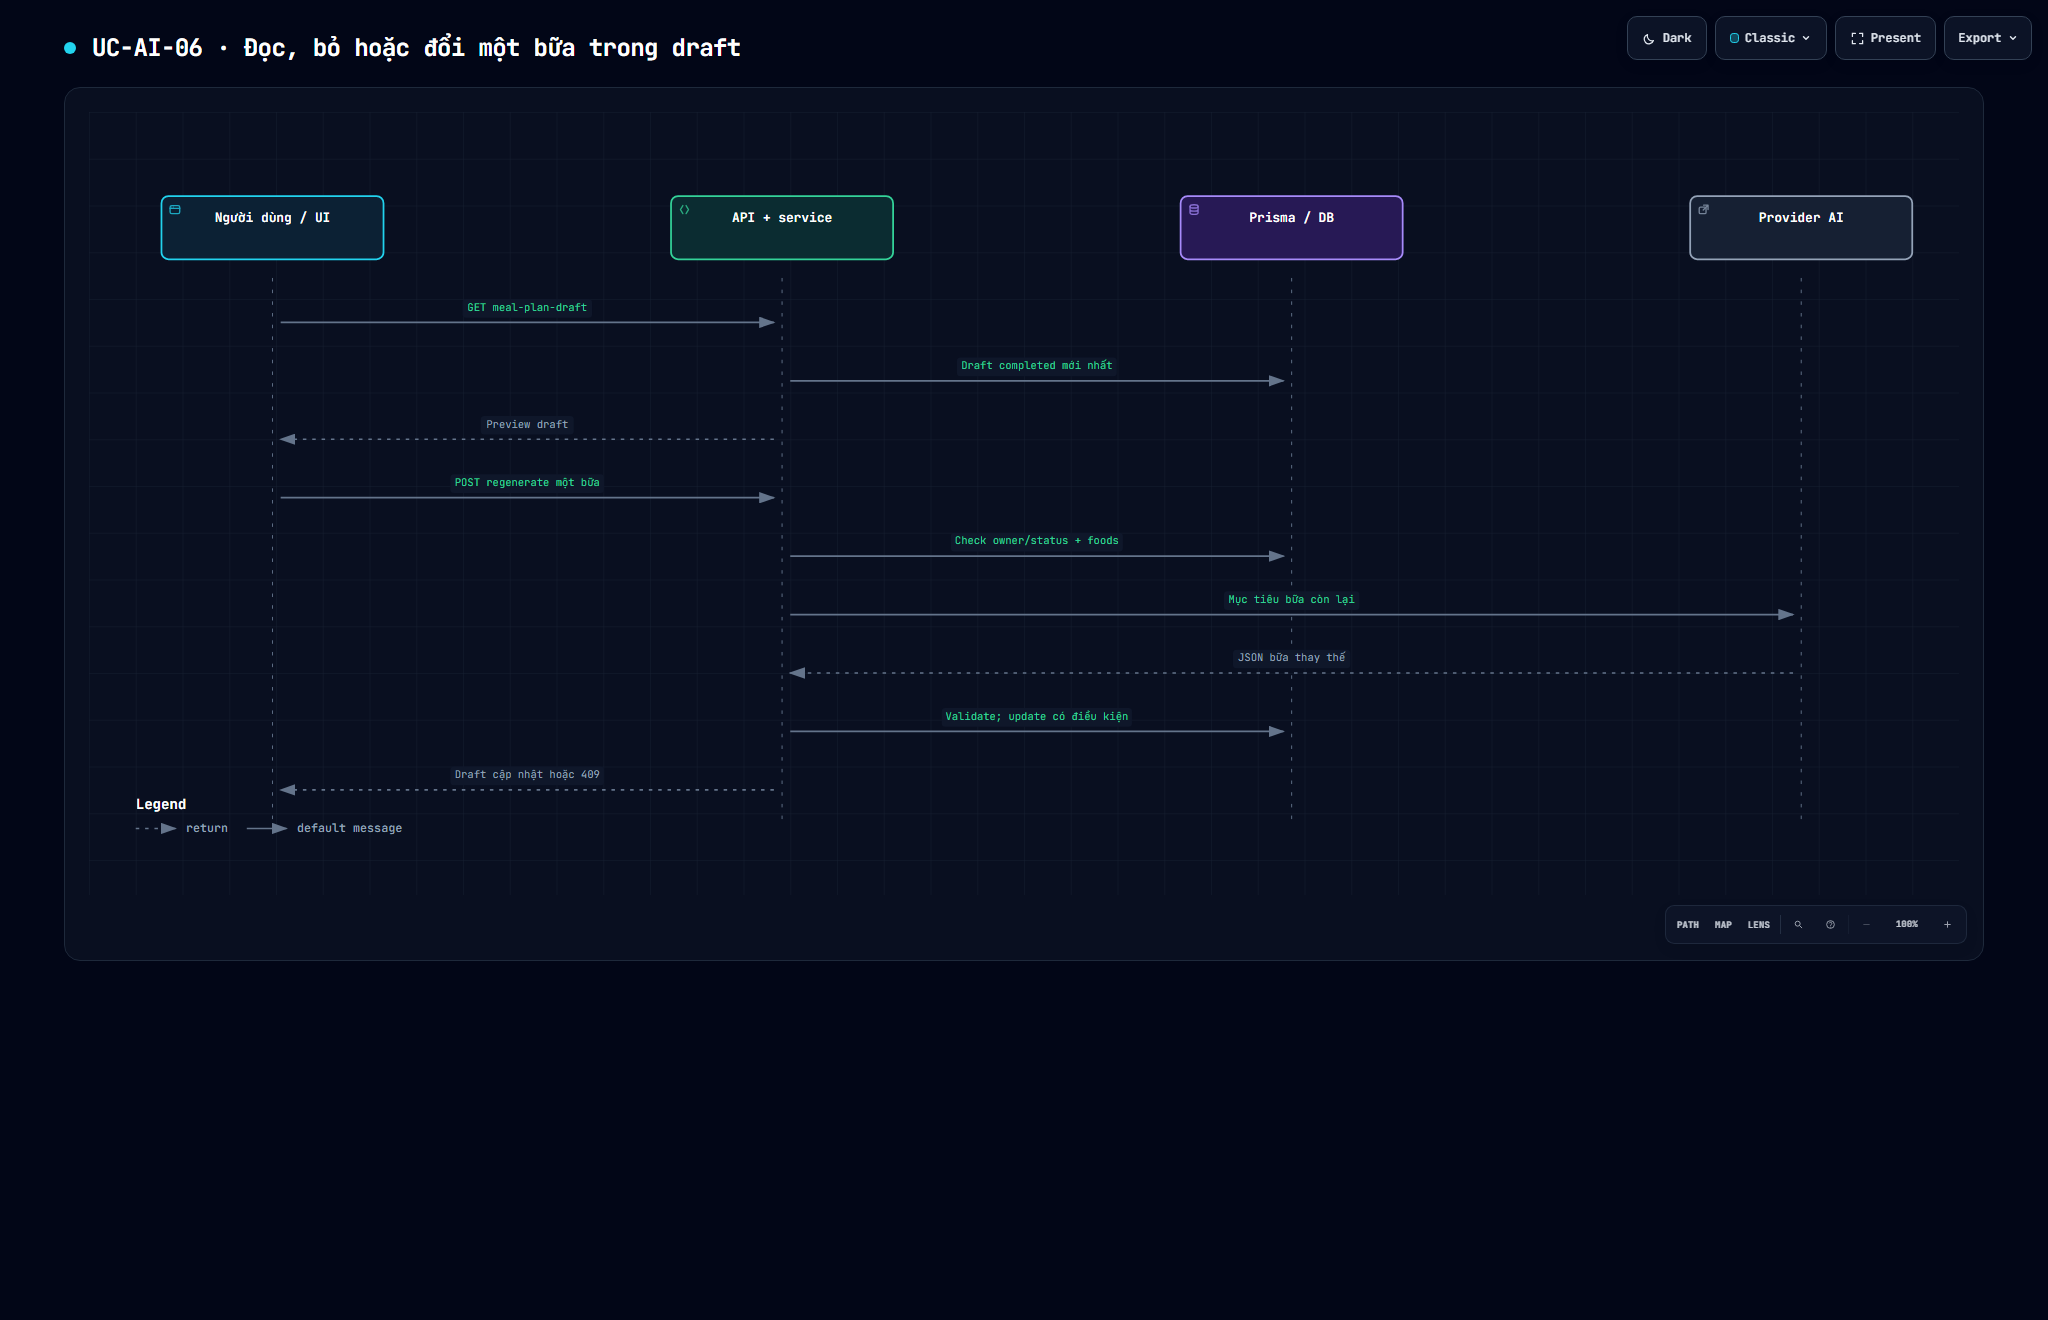 UC-AI-06 · Đọc, bỏ hoặc đổi một bữa trong draft
Dark
Classic
Present
Export
Người dùng / UI
API + service
Prisma / DB
Provider AI
GET meal-plan-draft
Draft completed mới nhất
Preview draft
POST regenerate một bữa
Check owner/status + foods
Mục tiêu bữa còn lại
JSON bữa thay thế
Validate; update có điều kiện
Draft cập nhật hoặc 409
Legend
return
default message
PATH
MAP
LENS
100%